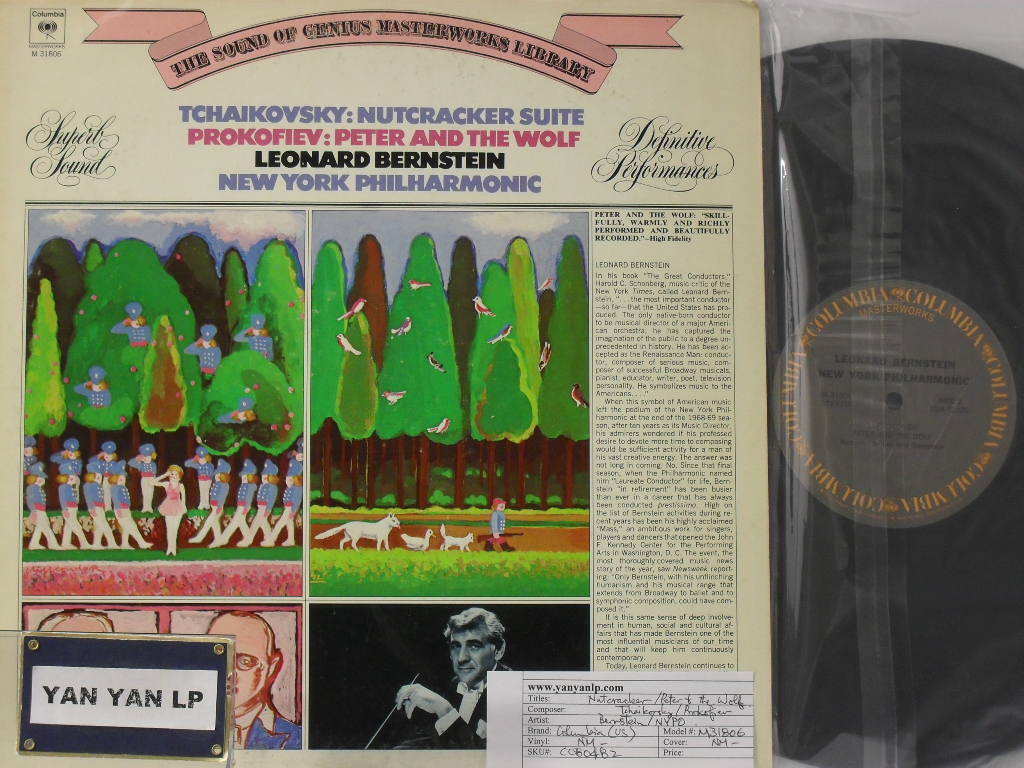 Columbia
MASTERWORKS
M 31806
THE SOUND OF GENIUS MASTERWORKS LIBRARY
Superb
Sound
TCHAIKOVSKY: NUTCRACKER SUITE
PROKOFIEV: PETER AND THE WOLF
LEONARD BERNSTEIN
NEW YORK PHILHARMONIC
Definitive
Performances
PETER AND THE WOLF: "SKILL-
FULLY, WARMLY AND RICHLY
PERFORMED AND BEAUTIFULLY
RECORDED."—High Fidelity
LEONARD BERNSTEIN
In his book "The Great Conductors,"
Harold C. Schonberg, music critic of the
New York Times, called Leonard Bern-
stein, ". . . the most important conductor
—so far—that the United States has pro-
duced. The only native-born conductor
to be musical director of a major Ameri-
can orchestra, he has captured the
imagination of the public to a degree un-
precedented in history. He has been ac-
cepted as the Renaissance Man: conduc-
tor, composer of serious music, com-
poser of successful Broadway musicals,
pianist, educator, writer, poet, television
personality. He symbolizes music to the
Americans. . . ."
When this symbol of American music
left the podium of the New York Phil-
harmonic at the end of the 1968-69 sea-
son, after ten years as its Music Director,
his admirers wondered if his professed
desire to devote more time to composing
would be sufficient activity for a man of
his vast creative energy. The answer was
not long in coming: No. Since that final
season, when the Philharmonic named
him "Laureate Conductor" for life, Bern-
stein "in retirement" has been busier
than ever in a career that has always
been conducted prestissimo. High on
the list of Bernstein activities during re-
cent years has been his highly acclaimed
"Mass," an ambitious work for singers,
players and dancers that opened the John
F. Kennedy Center for the Performing
Arts in Washington, D. C. The event, the
most thoroughly covered music news
story of the year, saw Newsweek report-
ing: "Only Bernstein, with his unflinching
humanism and his musical range that
extends from Broadway to ballet and to
symphonic composition, could have com-
posed it."
It is this same sense of deep involve-
ment in human, social and cultural af-
fairs that has made Bernstein one of the
most influential musicians of our time
and that will keep him continuously
contemporary.
Today, Leonard Bernstein continues to
YAN YAN LP
www.yanyanlp.com
Titles: Nutcracker/Peter & the Wolf
Composer: Tchaikovsky/Prokofiev
Artist: Bernstein/NYPO
Brand: Columbia (US) Model #: M31806
Vinyl: NM- Cover: NM-
SKU#: CC80482 Price:
COLUMBIA COLUMBIA COLUMBIA COLUMBIA COLUMBIA COLUMBIA
MASTERWORKS
LEONARD BERNSTEIN
NEW YORK PHILHARMONIC
PETER AND THE WOLF